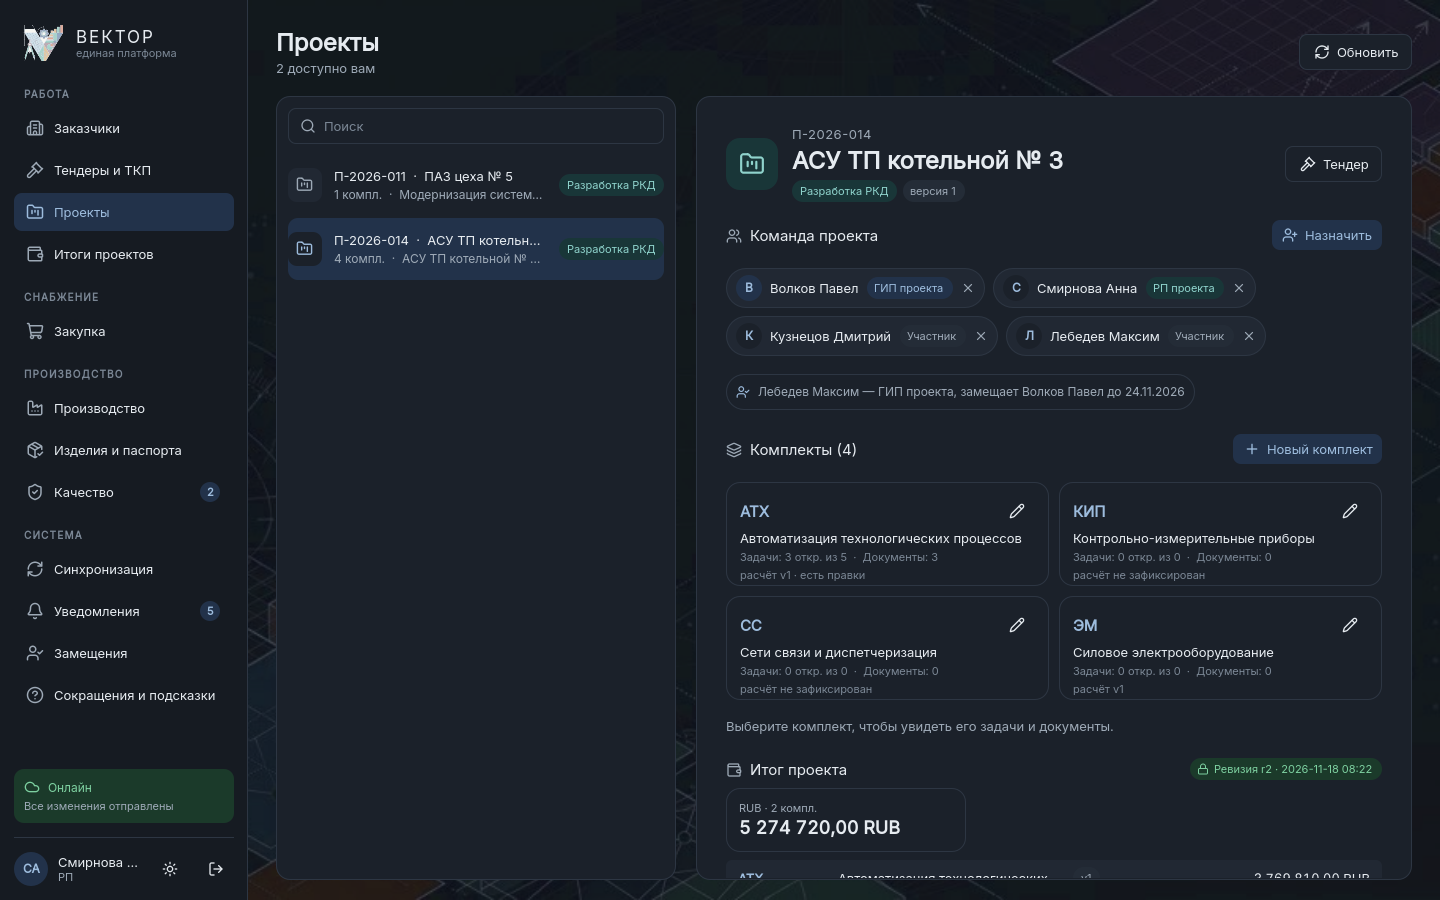 ВЕКТОР
единая платформа
РАБОТА
Заказчики
Тендеры и ТКП
Проекты
Итоги проектов
СНАБЖЕНИЕ
Закупка
ПРОИЗВОДСТВО
Производство
Изделия и паспорта
Качество 2
СИСТЕМА
Синхронизация
Уведомления 5
Замещения
Сокращения и подсказки
Онлайн
Все изменения отправлены
СА Смирнова ...
РП
Проекты
2 доступно вам
Обновить
Поиск
П-2026-011 · ПАЗ цеха № 5
1 компл. · Модернизация систем...
Разработка РКД
П-2026-014 · АСУ ТП котельн...
4 компл. · АСУ ТП котельной № ...
Разработка РКД
П-2026-014
АСУ ТП котельной № 3
Разработка РКД версия 1
Тендер
Команда проекта
Назначить
В Волков Павел ГИП проекта
С Смирнова Анна РП проекта
К Кузнецов Дмитрий Участник
Л Лебедев Максим Участник
Лебедев Максим — ГИП проекта, замещает Волков Павел до 24.11.2026
Комплекты (4)
Новый комплект
АТХ
Автоматизация технологических процессов
Задачи: 3 откр. из 5 · Документы: 3
расчёт v1 · есть правки
КИП
Контрольно-измерительные приборы
Задачи: 0 откр. из 0 · Документы: 0
расчёт не зафиксирован
СС
Сети связи и диспетчеризация
Задачи: 0 откр. из 0 · Документы: 0
расчёт не зафиксирован
ЭМ
Силовое электрооборудование
Задачи: 0 откр. из 0 · Документы: 0
расчёт v1
Выберите комплект, чтобы увидеть его задачи и документы.
Итог проекта
Ревизия r2 · 2026-11-18 08:22
RUB · 2 компл.
5 274 720,00 RUB
АТХ Автоматизация технологических v1 3 769 810,00 RUB